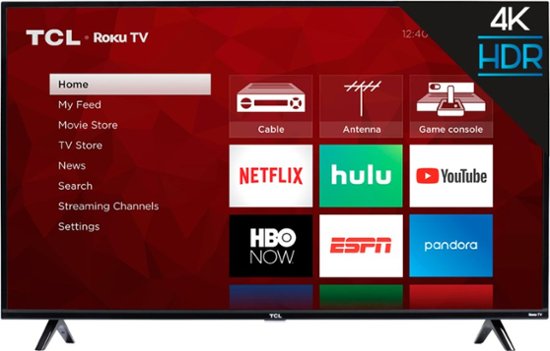 TCL • Roku TV
12:40
4K
HDR
Home
My Feed
Movie Store
TV Store
News
Search
Streaming Channels
Settings
Cable
Antenna
Game console
NETFLIX
hulu
YouTube
HBO
NOW
ESPN
pandora
TCL
Roku TV